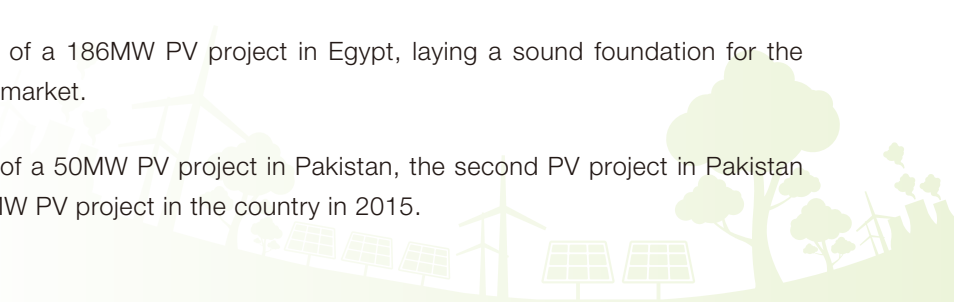 of a 186MW PV project in Egypt, laying a sound foundation for the
market.
of a 50MW PV project in Pakistan, the second PV project in Pakistan
PV project in the country in 2015.